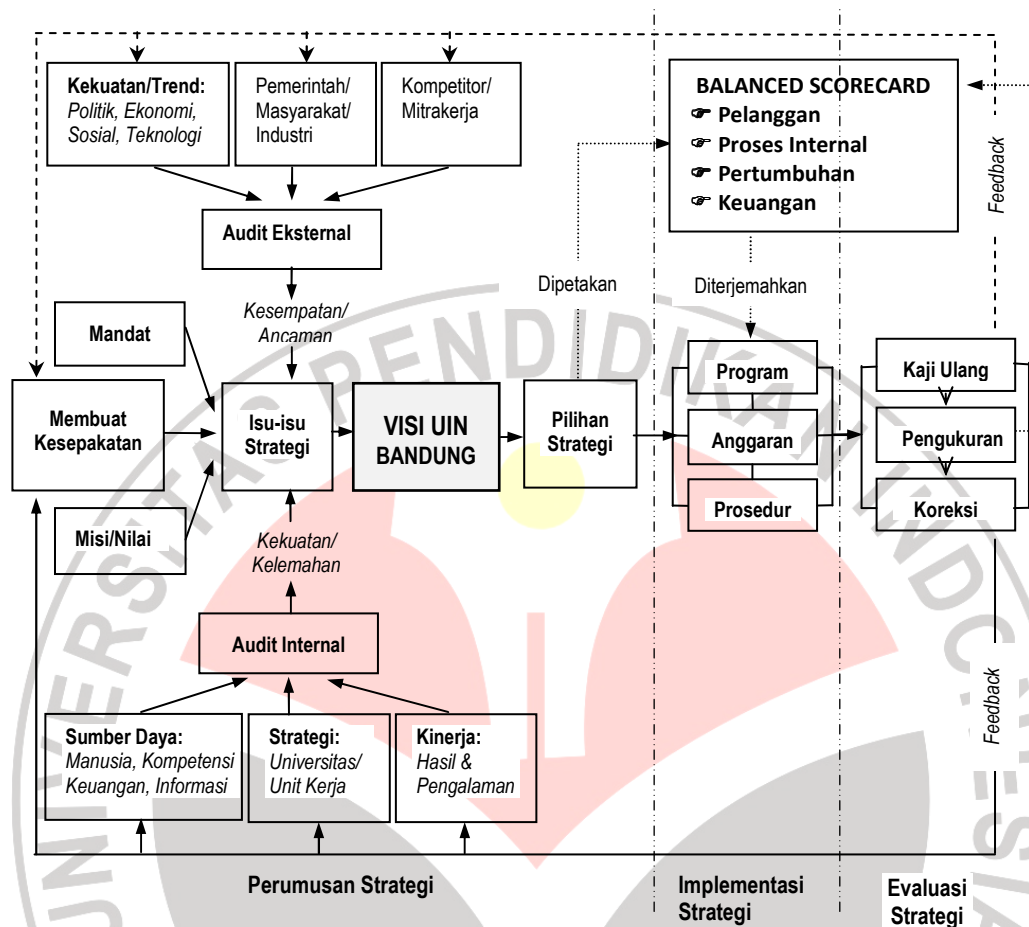 Kekuatan/Trend:
Politik, Ekonomi,
Sosial, Teknologi
Pemerintah/
Masyarakat/
Industri
Kompetitor/
Mitrakerja
BALANCED SCORECARD
☞ Pelanggan
☞ Proses Internal
☞ Pertumbuhan
☞ Keuangan
Feedback
Audit Eksternal
Kesempatan/
Ancaman
Dipetakan
Diterjemahkan
Mandat
Membuat
Kesepakatan
Misi/Nilai
Isu-isu
Strategi
VISI UIN
BANDUNG
Pilihan
Strategi
Program
Anggaran
Prosedur
Kaji Ulang
Pengukuran
Koreksi
Kekuatan/
Kelemahan
Audit Internal
Sumber Daya:
Manusia, Kompetensi
Keuangan, Informasi
Strategi:
Universitas/
Unit Kerja
Kinerja:
Hasil &
Pengalaman
Feedback
Perumusan Strategi
Implementasi
Strategi
Evaluasi
Strategi
UNIVERSITAS PENDIDIKAN INDONESIA